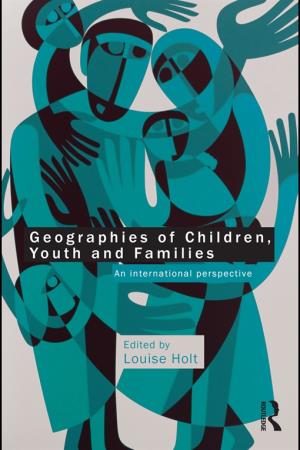 Geographies of Children,
Youth and Families
An international perspective
Edited by
Louise Holt
ROUTLEDGE